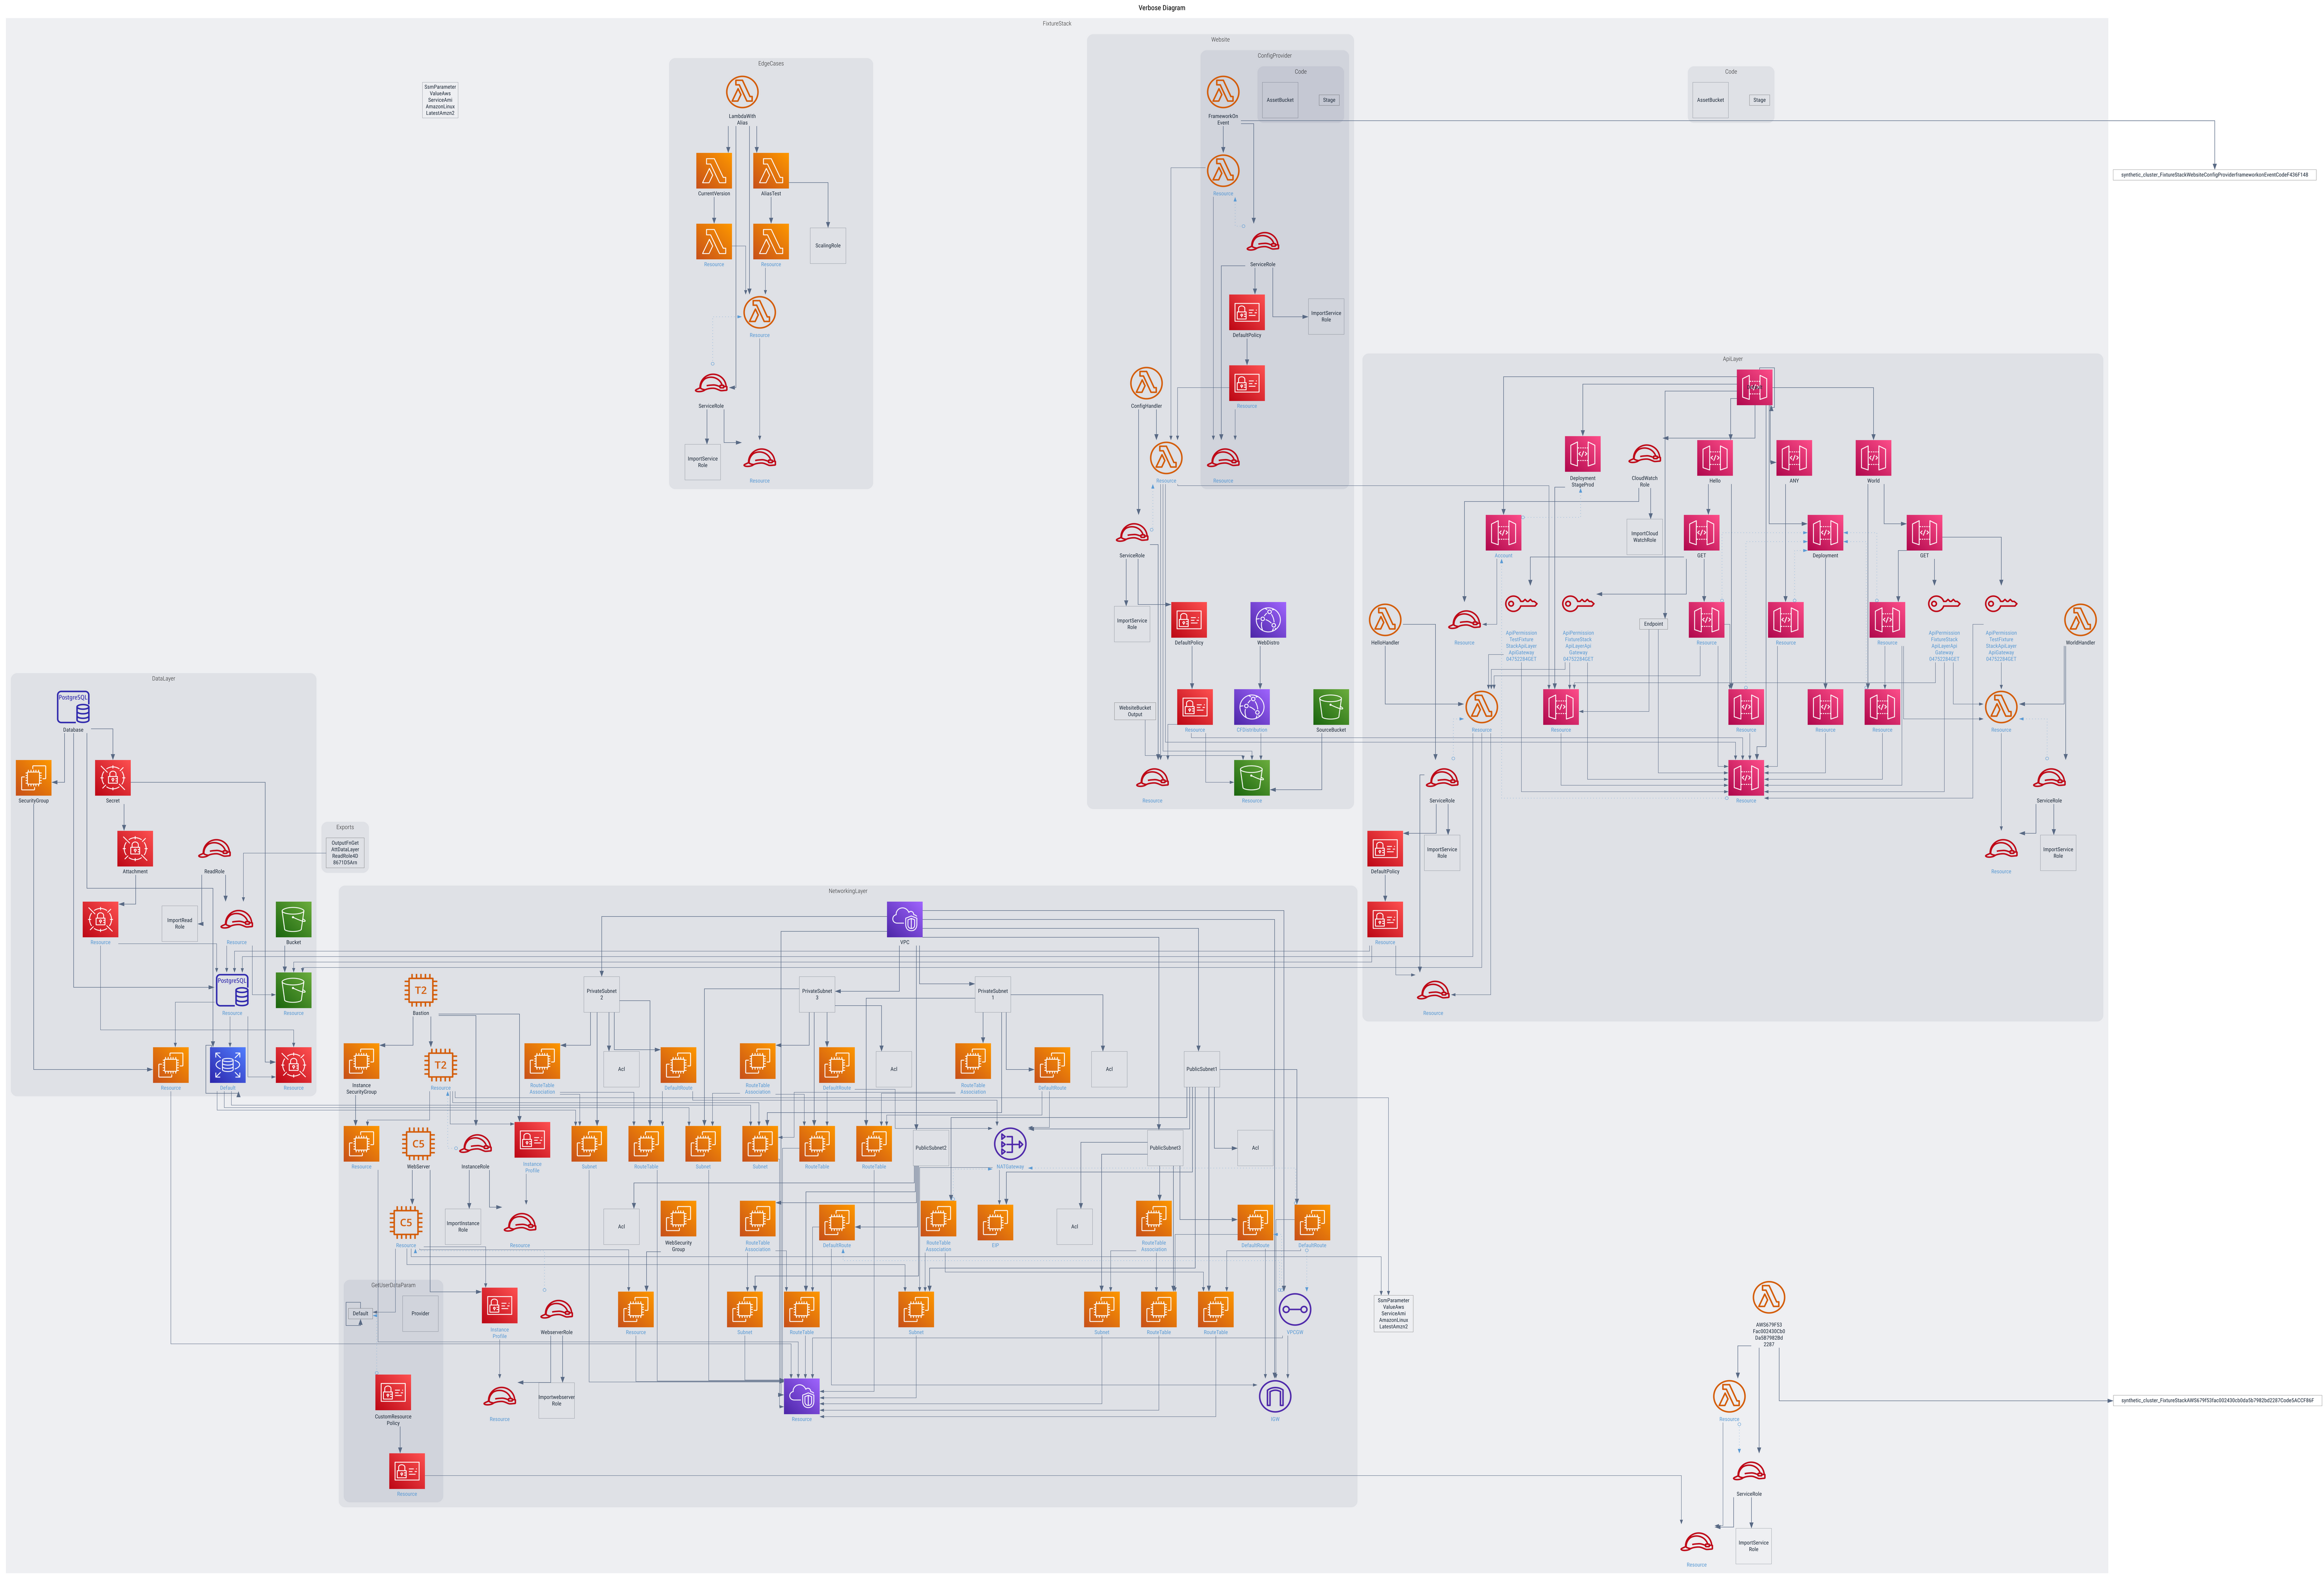 Verbose Diagram
FixtureStack
SsmParameter
ValueAws
ServiceAmi
AmazonLinux
LatestAmzn2
EdgeCases
LambdaWith
Alias
CurrentVersion
AliasTest
Resource
Resource
ScalingRole
Resource
ServiceRole
ImportService
Role
Resource
Website
ConfigProvider
Code
AssetBucket
Stage
FrameworkOn
Event
Resource
ServiceRole
DefaultPolicy
ImportService
Role
Resource
ConfigHandler
Resource
Resource
ServiceRole
ImportService
Role
DefaultPolicy
WebDistro
WebsiteBucket
Output
Resource
CFDistribution
SourceBucket
Resource
Resource
Code
AssetBucket
Stage
synthetic_cluster_FixtureStackWebsiteConfigProviderframeworkonEventCodeF436F148
ApiLayer
Deployment
StageProd
CloudWatch
Role
Hello
ANY
World
Account
ImportCloud
WatchRole
GET
Deployment
GET
HelloHandler
Resource
ApiPermission
TestFixture
StackApiLayer
ApiGateway
04752284GET
ApiPermission
FixtureStack
ApiLayerApi
Gateway
04752284GET
Endpoint
Resource
Resource
Resource
ApiPermission
FixtureStack
ApiLayerApi
Gateway
04752284GET
ApiPermission
TestFixture
StackApiLayer
ApiGateway
04752284GET
WorldHandler
Resource
Resource
Resource
Resource
Resource
Resource
ServiceRole
Resource
ServiceRole
DefaultPolicy
ImportService
Role
Resource
ImportService
Role
Resource
Resource
DataLayer
PostgreSQL
Database
SecurityGroup
Secret
Attachment
ReadRole
Resource
ImportRead
Role
Resource
Bucket
PostgreSQL
Resource
Resource
Resource
Default
Resource
Exports
OutputFnGet
AttDataLayer
ReadRole4D
8671D5Arn
NetworkingLayer
VPC
T2
Bastion
PrivateSubnet
2
PrivateSubnet
3
PrivateSubnet
1
Instance
SecurityGroup
T2
Resource
RouteTable
Association
Acl
DefaultRoute
RouteTable
Association
DefaultRoute
Acl
RouteTable
Association
DefaultRoute
Acl
PublicSubnet1
Resource
C5
WebServer
InstanceRole
Instance
Profile
Subnet
RouteTable
Subnet
Subnet
RouteTable
RouteTable
PublicSubnet2
NATGateway
PublicSubnet3
Acl
C5
Resource
ImportInstance
Role
Resource
Acl
WebSecurity
Group
RouteTable
Association
DefaultRoute
RouteTable
Association
EIP
Acl
RouteTable
Association
DefaultRoute
DefaultRoute
GetUserDataParam
Default
Provider
Instance
Profile
WebserverRole
Resource
Subnet
RouteTable
Subnet
Subnet
RouteTable
RouteTable
VPCGW
SsmParameter
ValueAws
ServiceAmi
AmazonLinux
LatestAmzn2
CustomResource
Policy
Resource
Importwebserver
Role
Resource
IGW
Resource
AWS679F53
Fac002430Cb0
Da5B7982Bd
2287
Resource
synthetic_cluster_FixtureStackAWS679f53fac002430cb0da5b7982bd2287Code5ACCF86F
ServiceRole
Resource
ImportService
Role